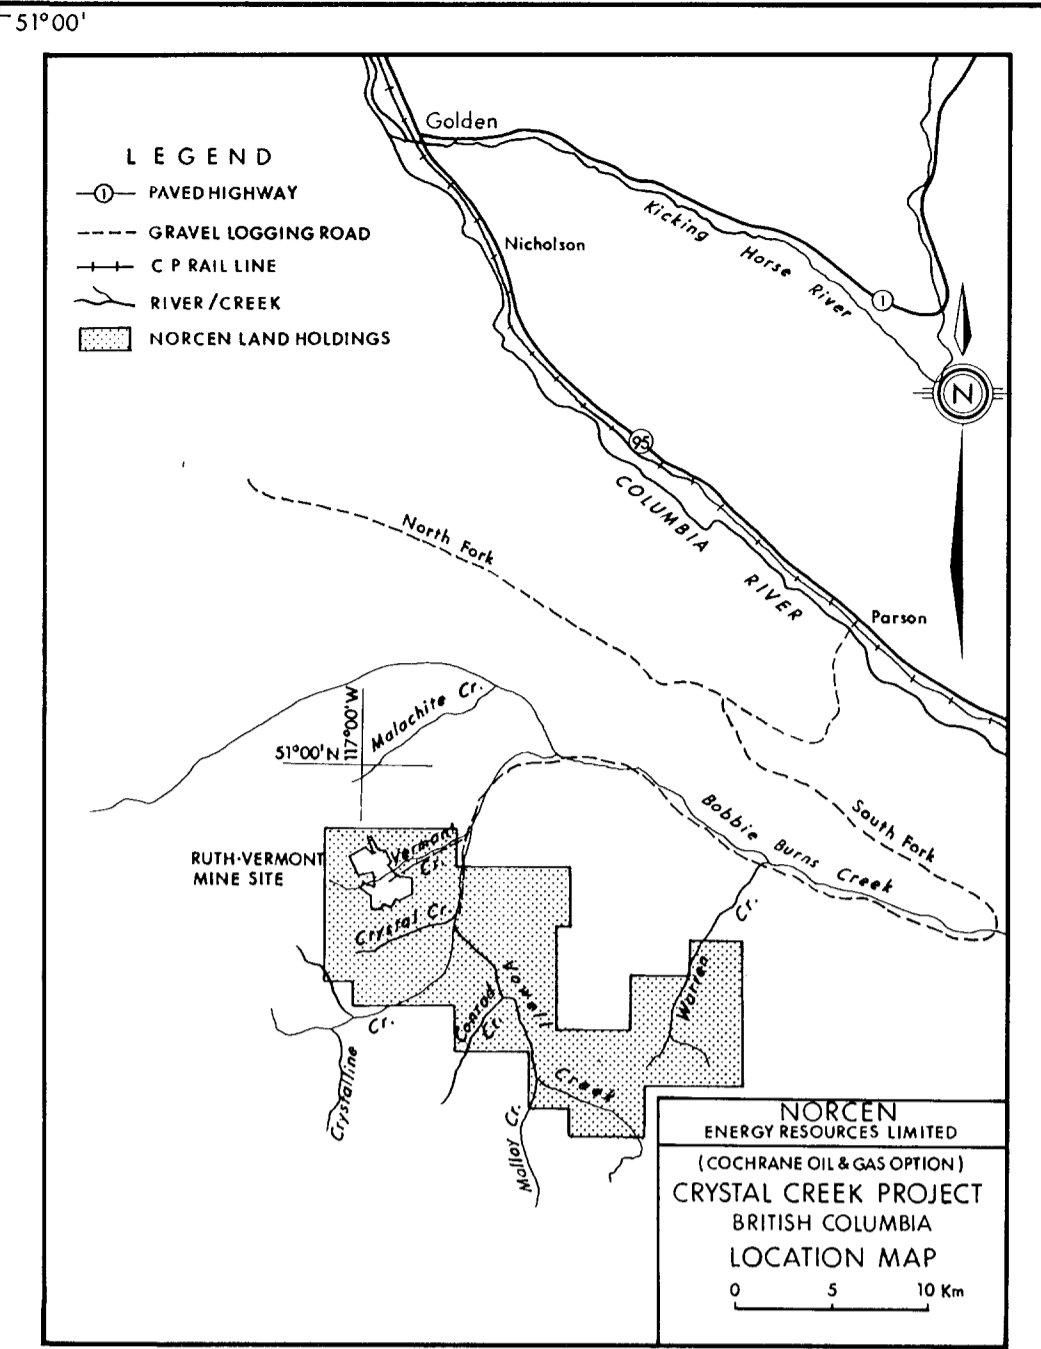 51°00'
Golden
LEGEND
1 PAVED HIGHWAY
GRAVEL LOGGING ROAD
C P RAIL LINE
RIVER/CREEK
NORCEN LAND HOLDINGS
Nicholson
Kicking Horse River
1
N
95
COLUMBIA RIVER
North Fork
Parson
Malachite Cr.
117°00'W
51°00'N
South Fork
Bobbie Burns Creek
RUTH-VERMONT
MINE SITE
Vermont
Cr.
Crystal Cr.
Cr.
Warren
Vowell
Conrad
Cr.
Cr.
Crystalline
Creek
Malloy Cr.
NORCEN
ENERGY RESOURCES LIMITED
(COCHRANE OIL & GAS OPTION)
CRYSTAL CREEK PROJECT
BRITISH COLUMBIA
LOCATION MAP
0 5 10 Km